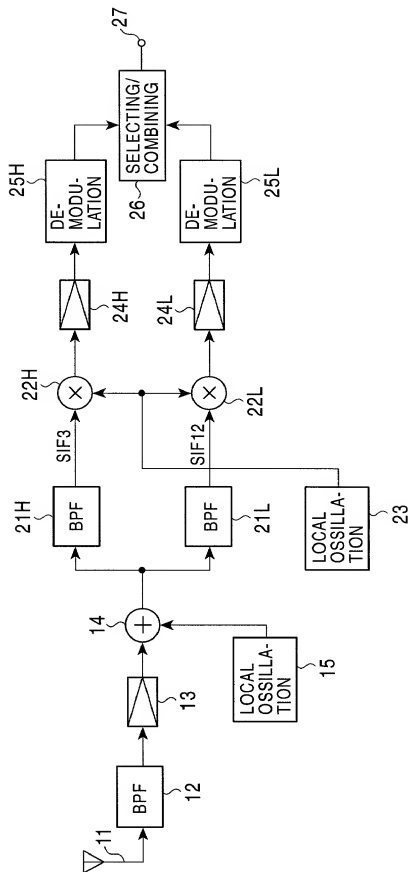 11
BPF
12
13
14
LOCAL
OSSILLA-
TION
15
21H
BPF
BPF
21L
SIF3
SIF12
22H
22L
LOCAL
OSSILLA-
TION
23
24H
24L
25H
DE-
MODU-
LATION
DE-
MODU-
LATION
25L
SELECTING/
COMBINING
26
27